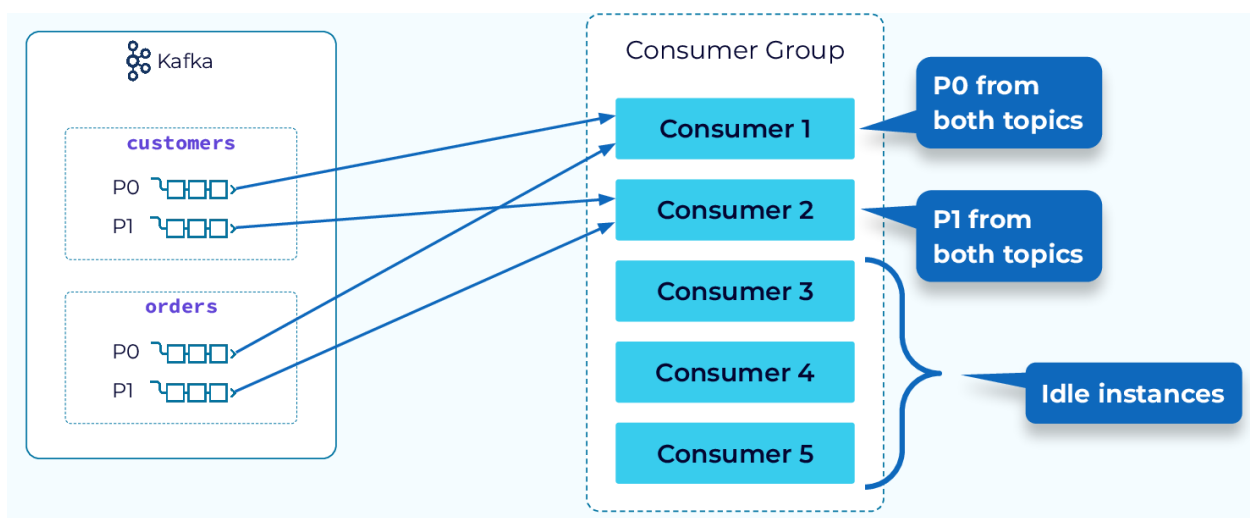 Kafka
customers
P0
P1
orders
P0
P1
Consumer Group
Consumer 1
Consumer 2
Consumer 3
Consumer 4
Consumer 5
P0 from
both topics
P1 from
both topics
Idle instances